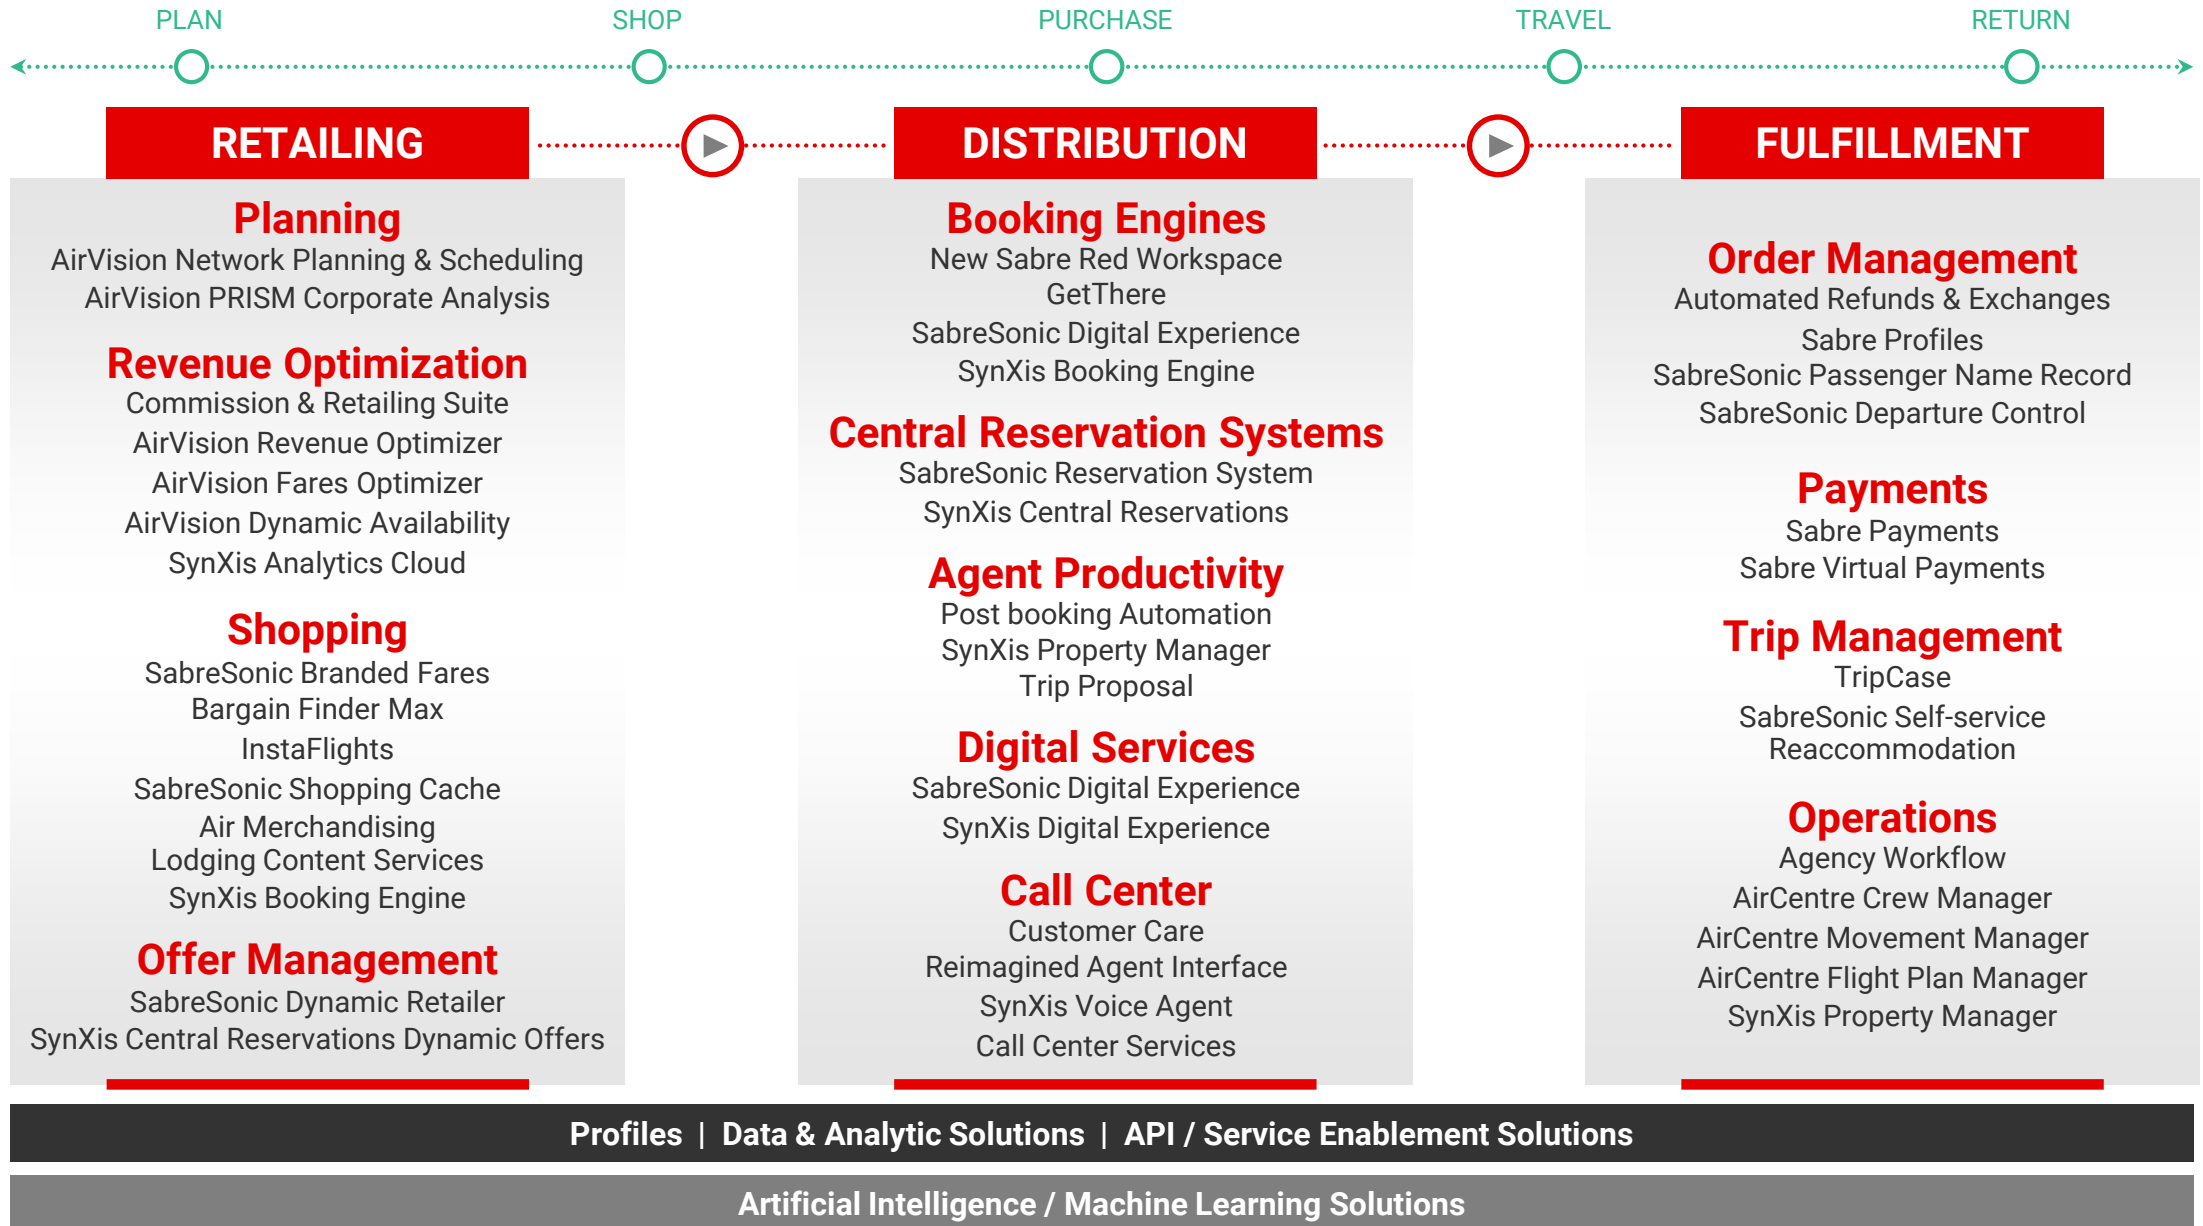 PLAN
SHOP
PURCHASE
TRAVEL
RETURN
RETAILING
Planning
AirVision Network Planning & Scheduling
AirVision PRISM Corporate Analysis
Revenue Optimization
Commission & Retailing Suite
AirVision Revenue Optimizer
AirVision Fares Optimizer
AirVision Dynamic Availability
SynXis Analytics Cloud
Shopping
SabreSonic Branded Fares
Bargain Finder Max
InstaFlights
SabreSonic Shopping Cache
Air Merchandising
Lodging Content Services
SynXis Booking Engine
Offer Management
SabreSonic Dynamic Retailer
SynXis Central Reservations Dynamic Offers
DISTRIBUTION
Booking Engines
New Sabre Red Workspace
GetThere
SabreSonic Digital Experience
SynXis Booking Engine
Central Reservation Systems
SabreSonic Reservation System
SynXis Central Reservations
Agent Productivity
Post booking Automation
SynXis Property Manager
Trip Proposal
Digital Services
SabreSonic Digital Experience
SynXis Digital Experience
Call Center
Customer Care
Reimagined Agent Interface
SynXis Voice Agent
Call Center Services
FULFILLMENT
Order Management
Automated Refunds & Exchanges
Sabre Profiles
SabreSonic Passenger Name Record
SabreSonic Departure Control
Payments
Sabre Payments
Sabre Virtual Payments
Trip Management
TripCase
SabreSonic Self-service
Reaccommodation
Operations
Agency Workflow
AirCentre Crew Manager
AirCentre Movement Manager
AirCentre Flight Plan Manager
SynXis Property Manager
Profiles | Data & Analytic Solutions | API / Service Enablement Solutions
Artificial Intelligence / Machine Learning Solutions